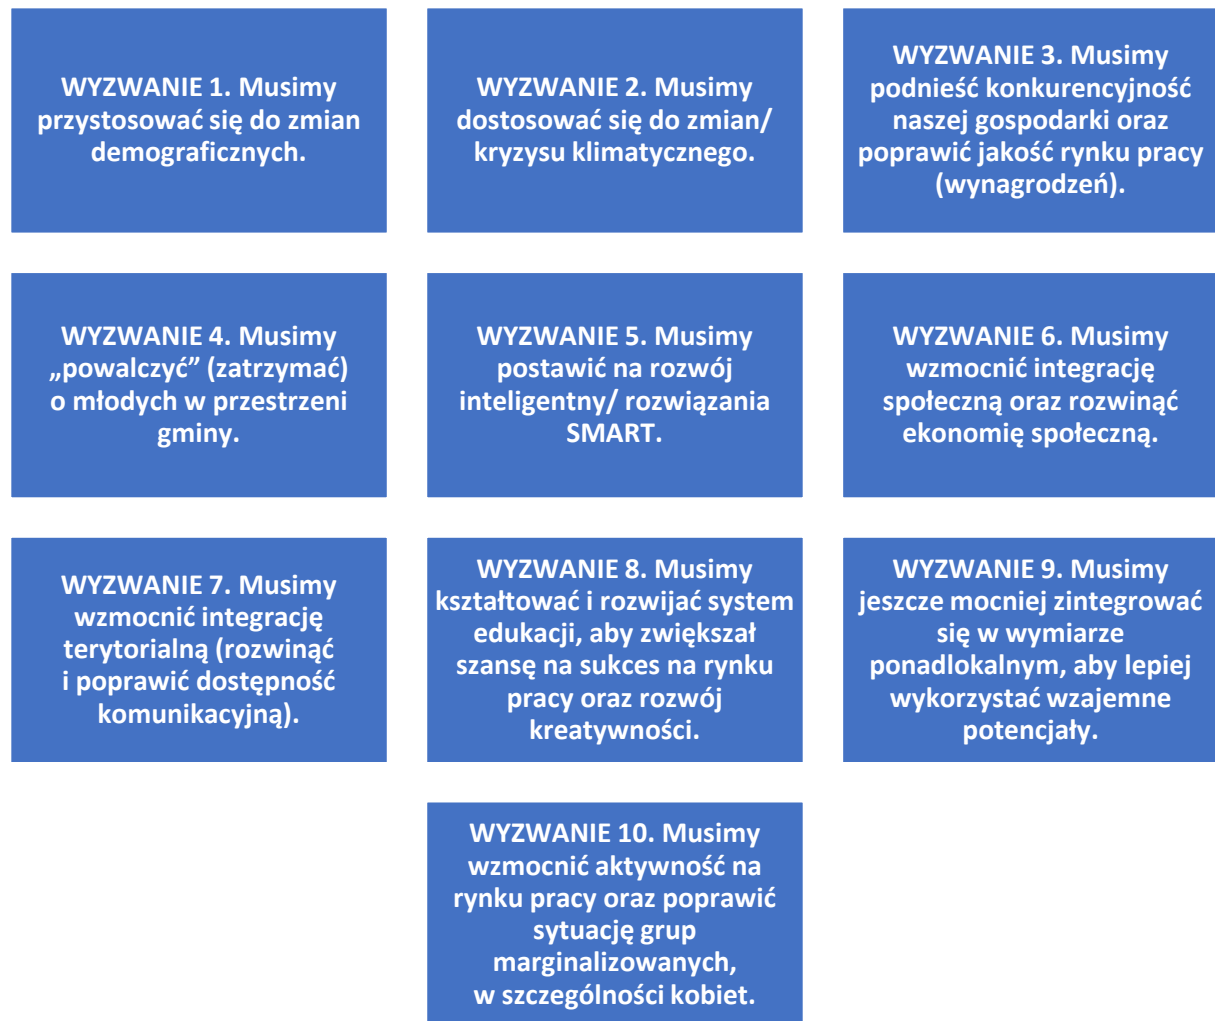 WYZWANIE 1. Musimy
przystosować się do zmian
demograficznych.
WYZWANIE 2. Musimy
dostosować się do zmian/
kryzysu klimatycznego.
WYZWANIE 3. Musimy
podnieść konkurencyjność
naszej gospodarki oraz
poprawić jakość rynku pracy
(wynagrodzeń).
WYZWANIE 4. Musimy
„powalczyć” (zatrzymać)
o młodych w przestrzeni
gminy.
WYZWANIE 5. Musimy
postawić na rozwój
inteligentny/ rozwiązania
SMART.
WYZWANIE 6. Musimy
wzmocnić integrację
społeczną oraz rozwinąć
ekonomię społeczną.
WYZWANIE 7. Musimy
wzmocnić integrację
terytorialną (rozwinąć
i poprawić dostępność
komunikacyjną).
WYZWANIE 8. Musimy
kształtować i rozwijać system
edukacji, aby zwiększał
szansę na sukces na rynku
pracy oraz rozwój
kreatywności.
WYZWANIE 9. Musimy
jeszcze mocniej zintegrować
się w wymiarze
ponadlokalnym, aby lepiej
wykorzystać wzajemne
potencjały.
WYZWANIE 10. Musimy
wzmocnić aktywność na
rynku pracy oraz poprawić
sytuację grup
marginalizowanych,
w szczególności kobiet.